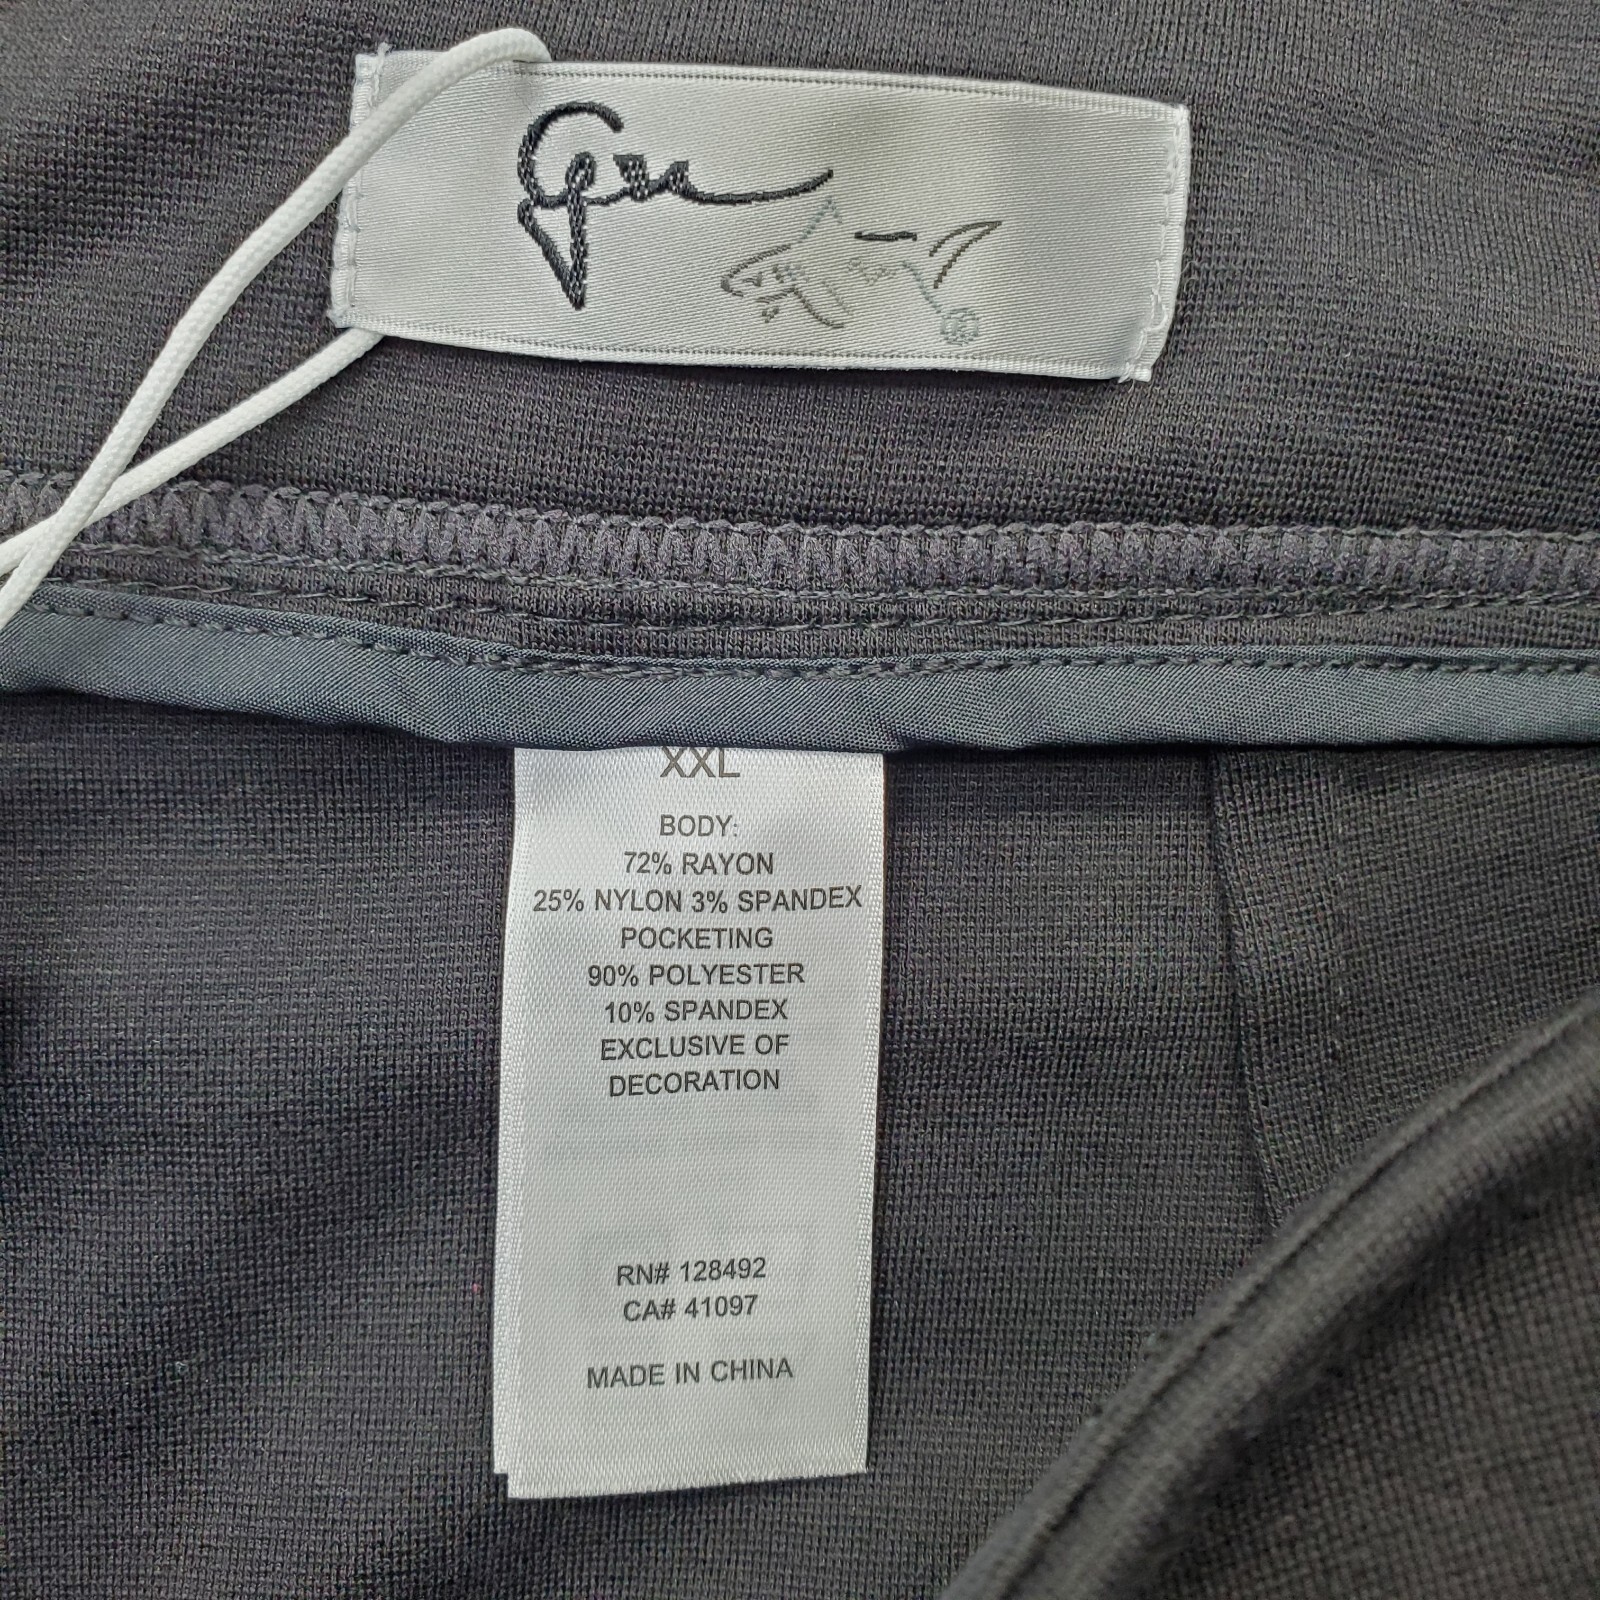 XXL
BODY:
72% RAYON
25% NYLON 3% SPANDEX
POCKETING
90% POLYESTER
10% SPANDEX
EXCLUSIVE OF
DECORATION
RN# 128492
CA# 41097
MADE IN CHINA